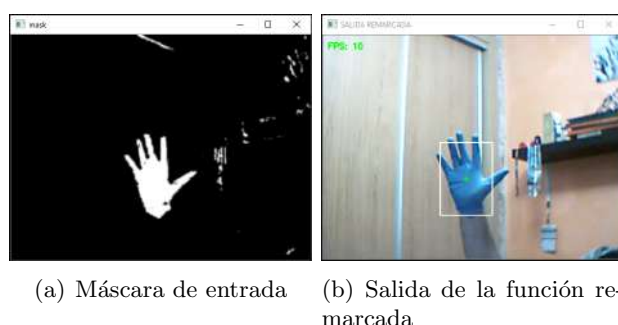 mask
SALIDA REMARCADA
FPS: 10
(a) Máscara de entrada
(b) Salida de la función re-
marcada